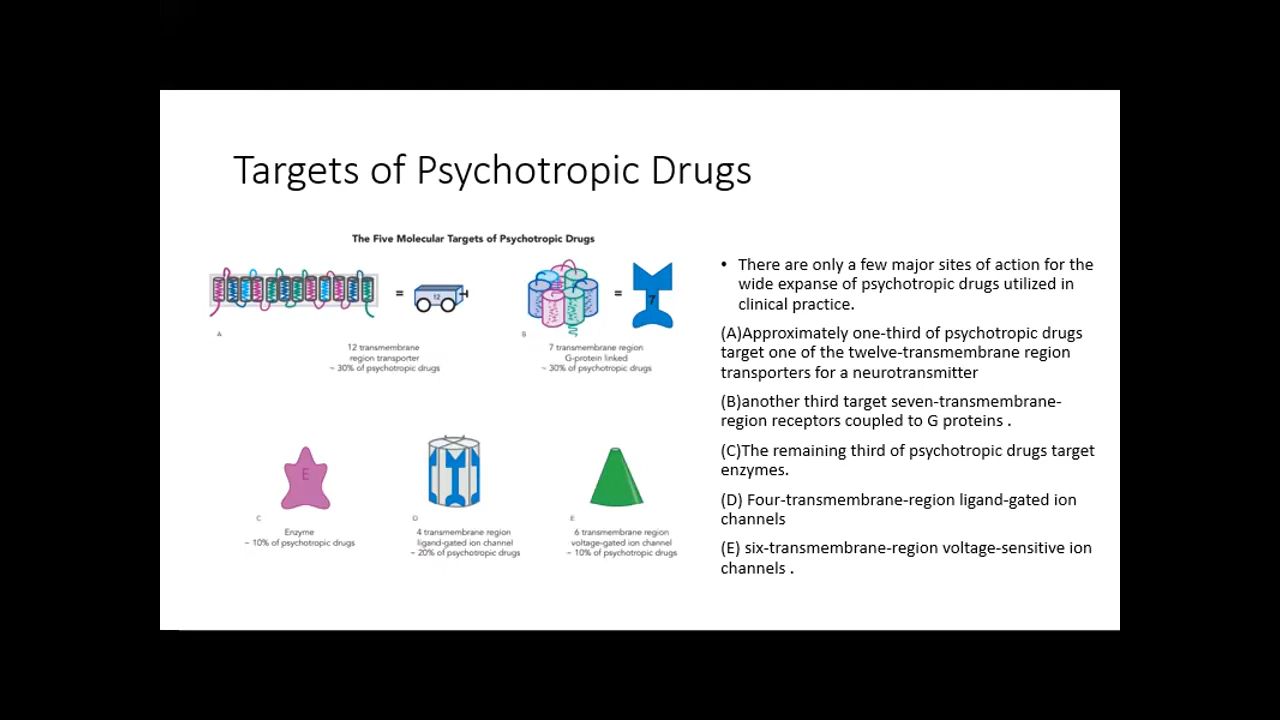 Targets of Psychotropic Drugs
The Five Molecular Targets of Psychotropic Drugs
=
12
=
7
A
12 transmembrane
region transporter
~ 30% of psychotropic drugs
B
7 transmembrane region
G-protein linked
~ 30% of psychotropic drugs
E
C
Enzyme
~ 10% of psychotropic drugs
D
4 transmembrane region
ligand-gated ion channel
~ 20% of psychotropic drugs
E
6 transmembrane region
voltage-gated ion channel
~ 10% of psychotropic drugs
• There are only a few major sites of action for the
wide expanse of psychotropic drugs utilized in
clinical practice.
(A)Approximately one-third of psychotropic drugs
target one of the twelve-transmembrane region
transporters for a neurotransmitter
(B)another third target seven-transmembrane-
region receptors coupled to G proteins .
(C)The remaining third of psychotropic drugs target
enzymes.
(D) Four-transmembrane-region ligand-gated ion
channels
(E) six-transmembrane-region voltage-sensitive ion
channels .